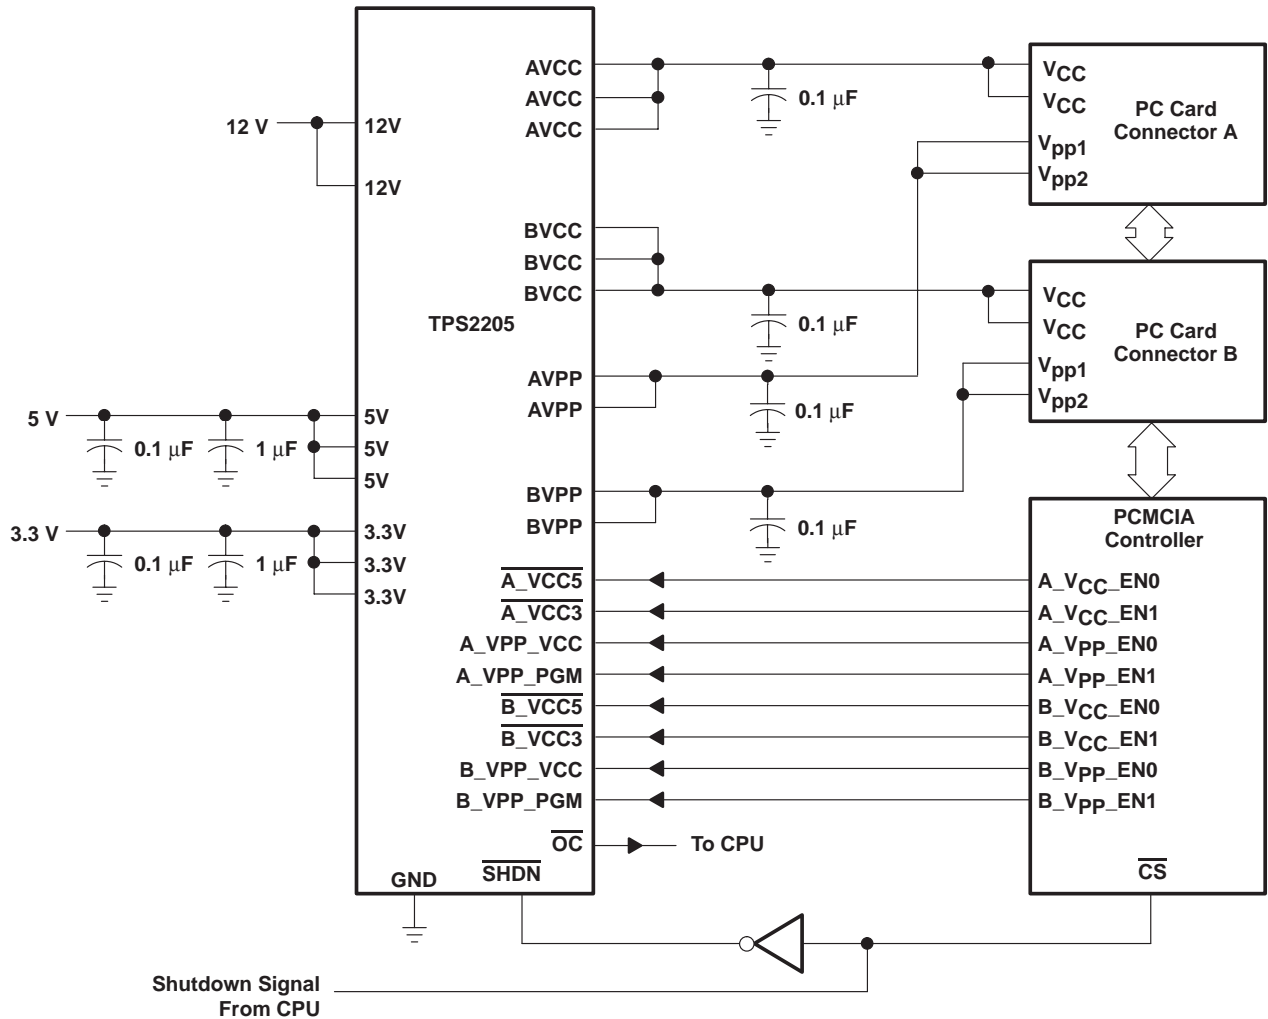 12 V
12V
12V
5 V
0.1 μF
1 μF
5V
5V
5V
3.3 V
0.1 μF
1 μF
3.3V
3.3V
3.3V
TPS2205
AVCC
AVCC
AVCC
0.1 μF
BVCC
BVCC
BVCC
0.1 μF
AVPP
AVPP
0.1 μF
BVPP
BVPP
0.1 μF
A_VCC5
A_VCC3
A_VPP_VCC
A_VPP_PGM
B_VCC5
B_VCC3
B_VPP_VCC
B_VPP_PGM
OC
To CPU
SHDN
GND
VCC
VCC
Vpp1
Vpp2
PC Card
Connector A
VCC
VCC
Vpp1
Vpp2
PC Card
Connector B
PCMCIA
Controller
A_VCC_EN0
A_VCC_EN1
A_VPP_EN0
A_VPP_EN1
B_VCC_EN0
B_VCC_EN1
B_VPP_EN0
B_VPP_EN1
CS
Shutdown Signal
From CPU